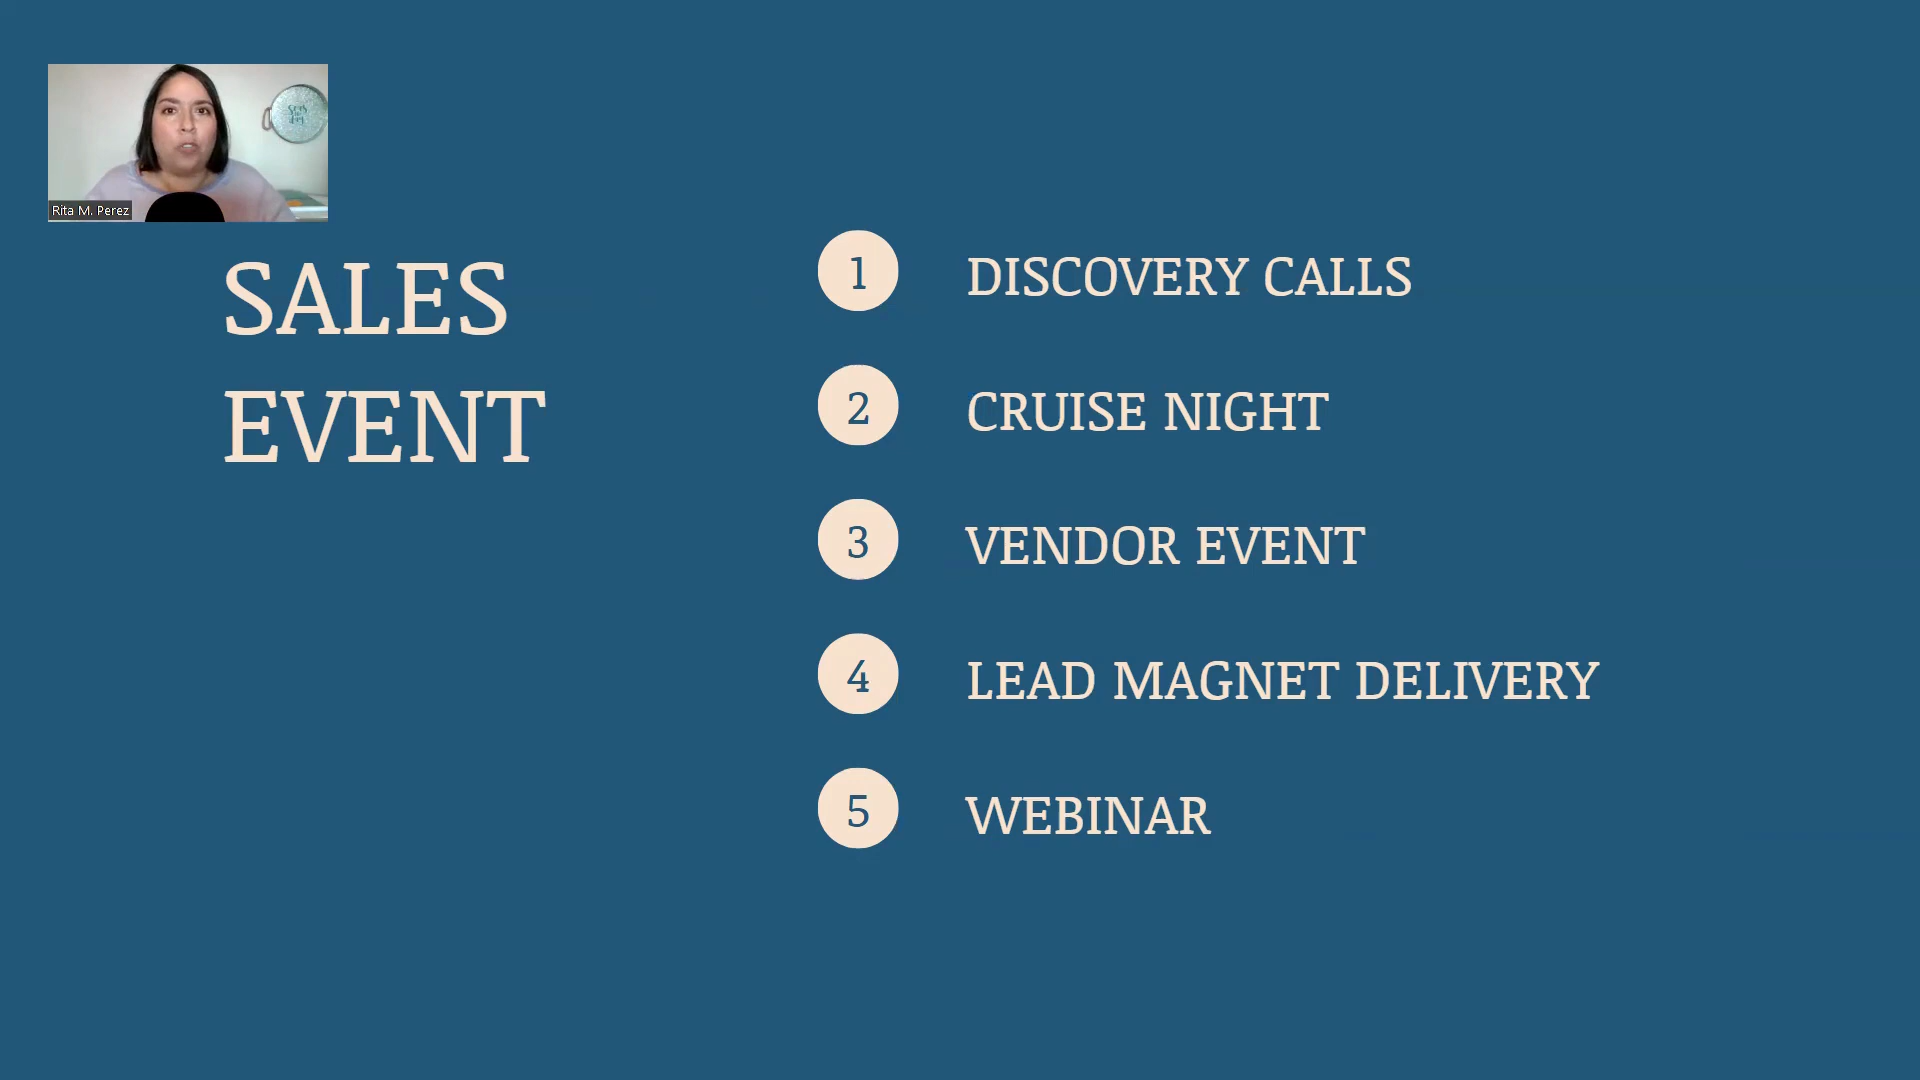 Rita M. Perez
SALES
EVENT
1 DISCOVERY CALLS
2 CRUISE NIGHT
3 VENDOR EVENT
4 LEAD MAGNET DELIVERY
5 WEBINAR